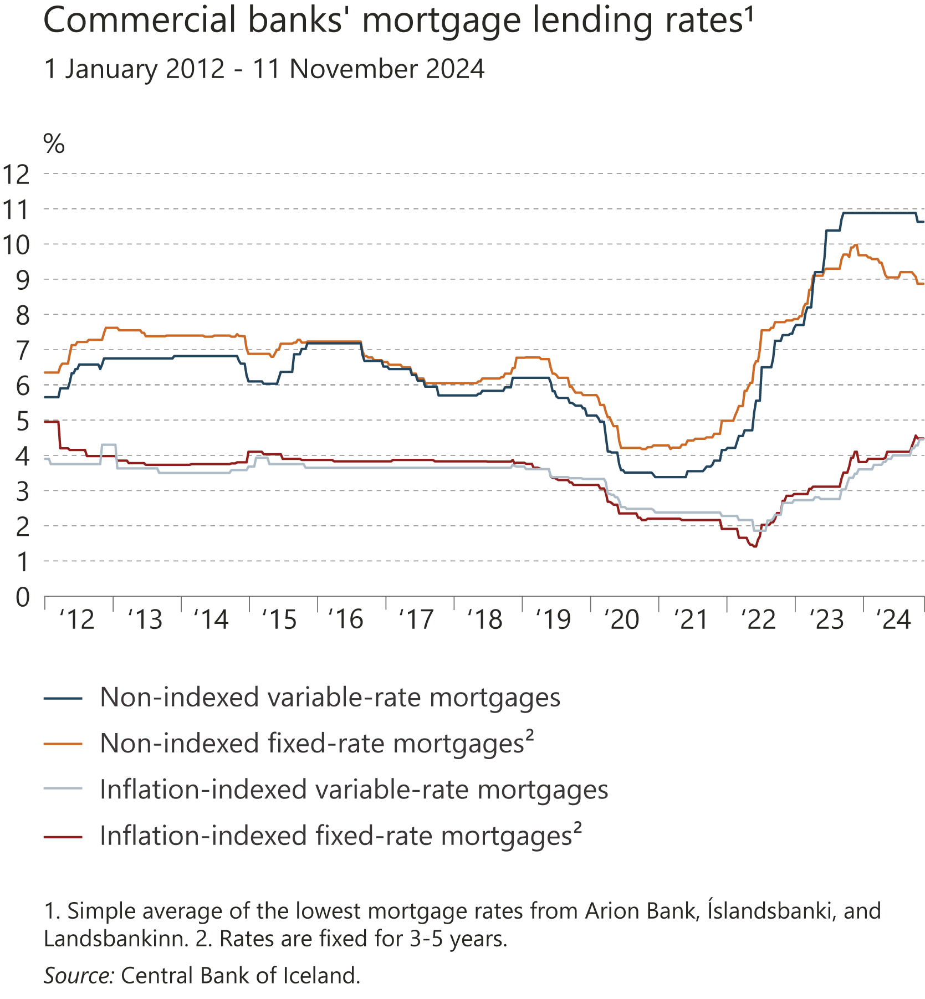 Commercial banks' mortgage lending rates¹
1 January 2012 - 11 November 2024
%
12
11
10
9
8
7
6
5
4
3
2
1
0
‘12 ‘13 ‘14 ‘15 ‘16 ‘17 ‘18 ‘19 ‘20 ‘21 ‘22 ‘23 ‘24
Non-indexed variable-rate mortgages
Non-indexed fixed-rate mortgages²
Inflation-indexed variable-rate mortgages
Inflation-indexed fixed-rate mortgages²
1. Simple average of the lowest mortgage rates from Arion Bank, Íslandsbanki, and
Landsbankinn. 2. Rates are fixed for 3-5 years.
Source: Central Bank of Iceland.